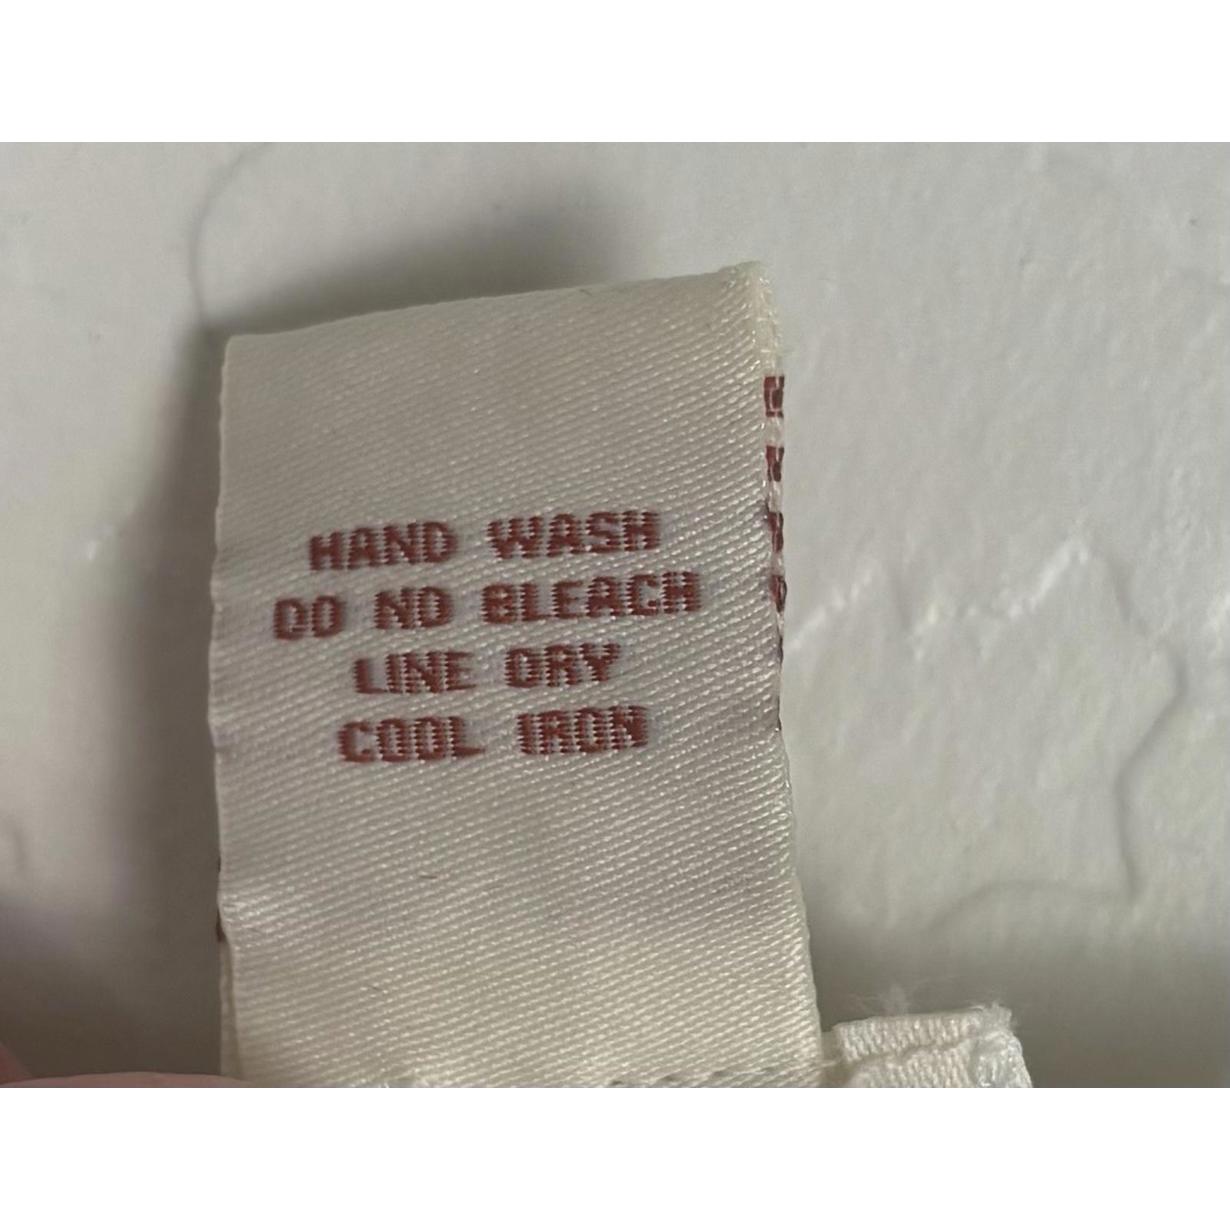 HAND WASH
DO NO BLEACH
LINE DRY
COOL IRON